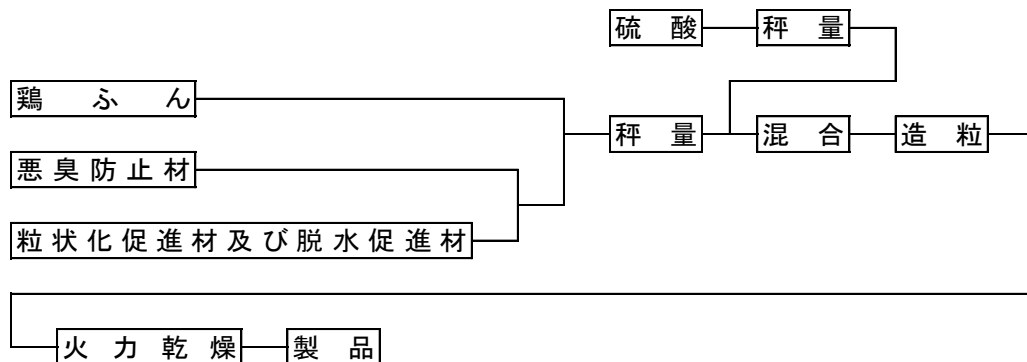 硫酸 秤量
鶏ふん
秤量 混合 造粒
悪臭防止材
粒状化促進材及び脱水促進材
火力乾燥 製品